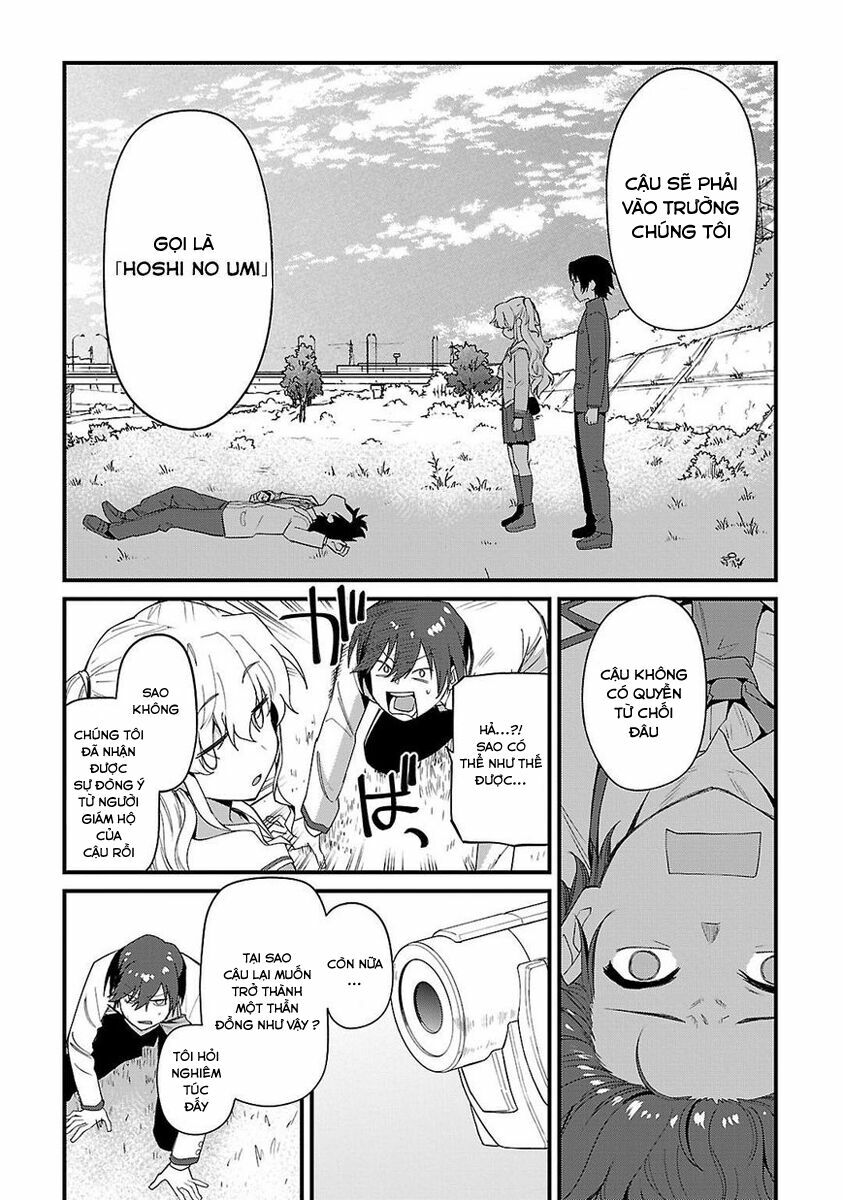 CẬU SẼ PHẢI
VÀO TRƯỜNG
CHÚNG TÔI
GỌI LÀ
「HOSHI NO UMI」
CẬU KHÔNG
CÓ QUYỀN
TỪ CHỐI
ĐÂU
ガ
ば、
HẢ...?!
SAO CÓ
THỂ NHƯ THẾ
ĐƯỢC...
SAO KHÔNG
CHÚNG TÔI
ĐÃ NHẬN
ĐƯỢC
SỰ ĐỒNG Ý
TỪ NGƯỜI
GIÁM HỘ
CỦA
CẬU RỒI
CÒN NỮA
...
TẠI SAO
CẬU LẠI MUỐN
TRỞ THÀNH
MỘT THẦN
ĐỒNG NHƯ VẬY ?
TÔI HỎI
NGHIÊM
TÚC
ĐẤY